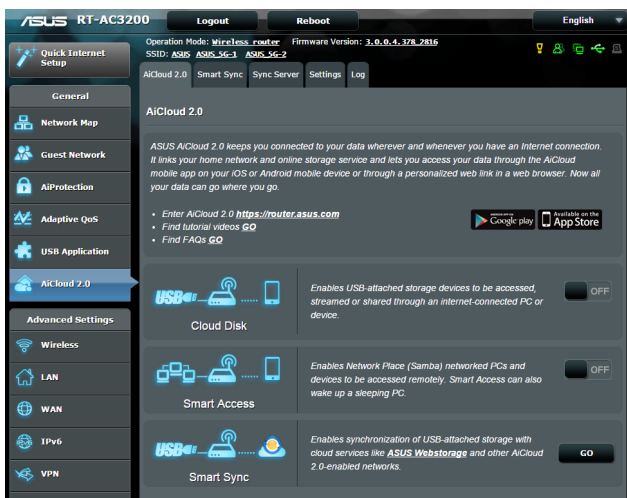 ASUS RT-AC3200 Logout Reboot English
Operation Mode: Wireless router Firmware Version: 3.0.0.4.378_2816
SSID: ASUS ASUS_5G-1 ASUS_5G-2
Quick Internet
Setup
General
Network Map
Guest Network
AiProtection
Adaptive QoS
USB Application
AiCloud 2.0
Advanced Settings
Wireless
LAN
WAN
IPv6
VPN
AiCloud 2.0 Smart Sync Sync Server Settings Log
AiCloud 2.0
ASUS AiCloud 2.0 keeps you connected to your data wherever and whenever you have an Internet connection.
It links your home network and online storage service and lets you access your data through the AiCloud
mobile app on your iOS or Android mobile device or through a personalized web link in a web browser. Now all
your data can go where you go.
• Enter AiCloud 2.0 https://router.asus.com
• Find tutorial videos GO
• Find FAQs GO
Google play
Available on the
App Store
USB
Cloud Disk
Enables USB-attached storage devices to be accessed,
streamed or shared through an internet-connected PC or
device.
OFF
Smart Access
Enables Network Place (Samba) networked PCs and
devices to be accessed remotely. Smart Access can also
wake up a sleeping PC.
OFF
USB
Smart Sync
Enables synchronization of USB-attached storage with
cloud services like ASUS Webstorage and other AiCloud
2.0-enabled networks.
GO